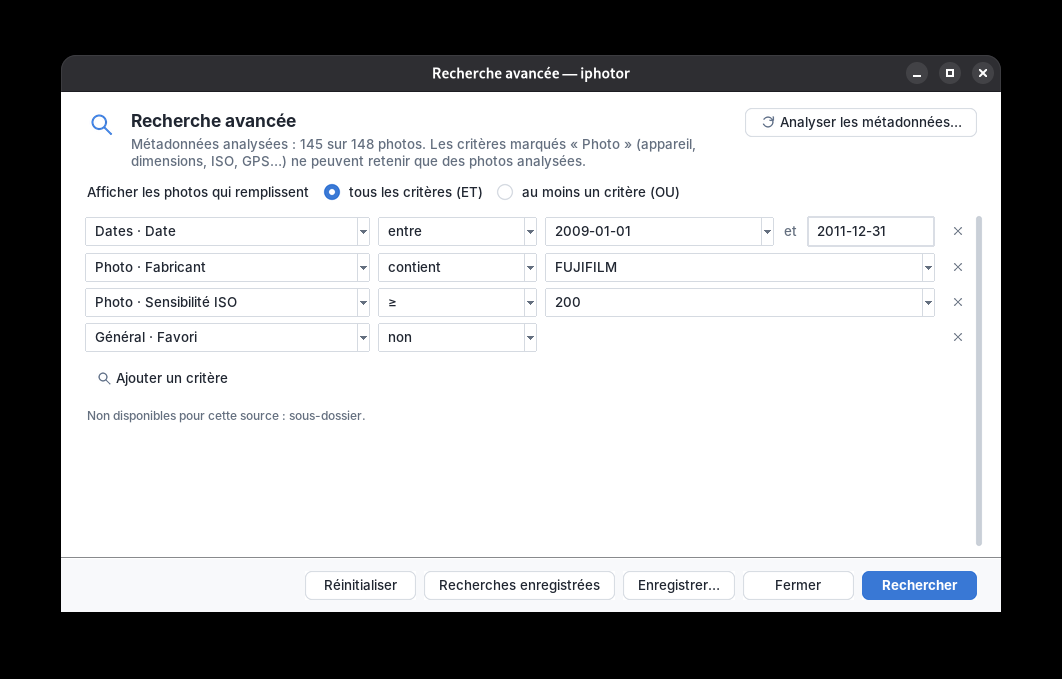 Recherche avancée — iphotor
Recherche avancée
Analyser les métadonnées...
Métadonnées analysées : 145 sur 148 photos. Les critères marqués « Photo » (appareil,
dimensions, ISO, GPS...) ne peuvent retenir que des photos analysées.
Afficher les photos qui remplissent tous les critères (ET) au moins un critère (OU)
Dates · Date entre 2009-01-01 et 2011-12-31
Photo · Fabricant contient FUJIFILM
Photo · Sensibilité ISO ≥ 200
Général · Favori non
Ajouter un critère
Non disponibles pour cette source : sous-dossier.
Réinitialiser Recherches enregistrées Enregistrer... Fermer Rechercher